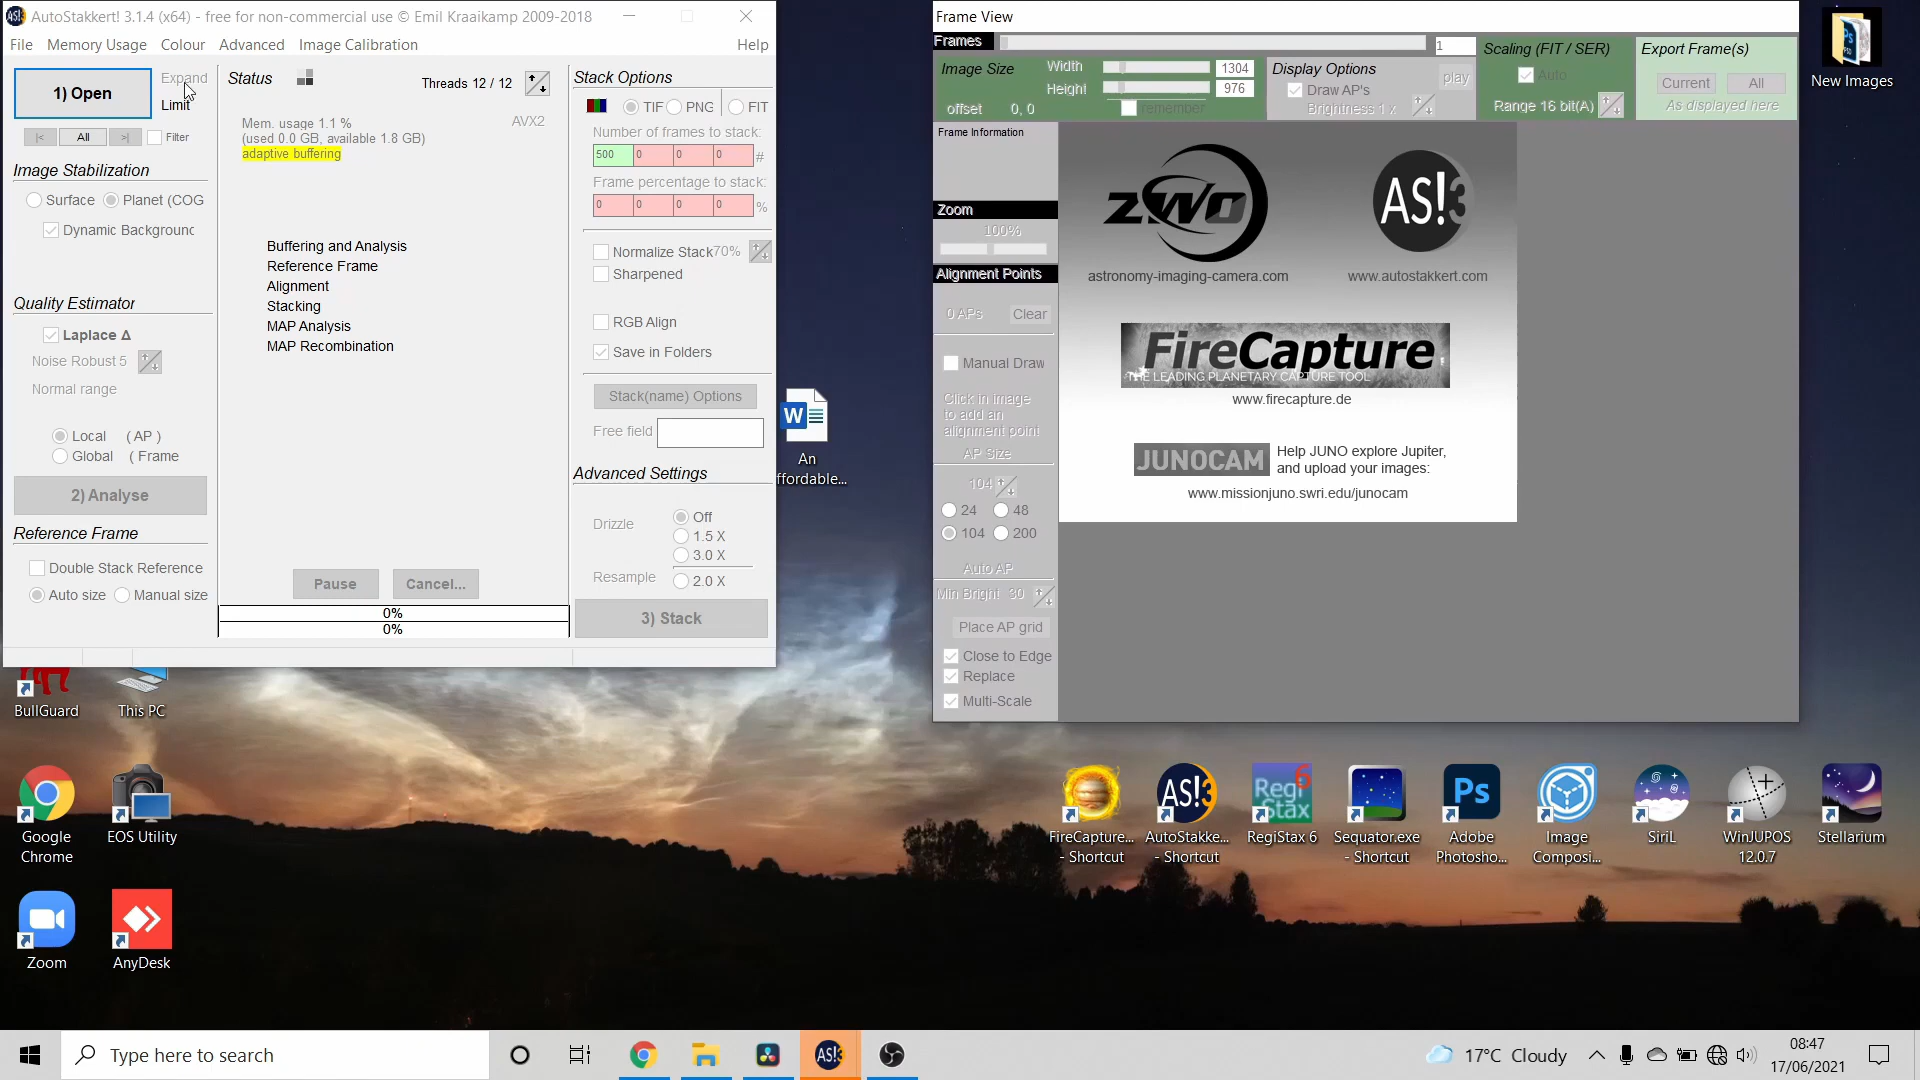 AutoStakkert! 3.1.4 (x64) - free for non-commercial use © Emil Kraaikamp 2009-2018
File Memory Usage Colour Advanced Image Calibration Help
1) Open
Expand
Limit
|< All >| Filter
Image Stabilization
Surface Planet (COG
Dynamic Background
Quality Estimator
Laplace Δ
Noise Robust 5
Normal range
Local ( AP )
Global ( Frame
2) Analyse
Reference Frame
Double Stack Reference
Auto size Manual size
Status
Threads 12 / 12
AVX2
Mem. usage 1.1 %
(used 0.0 GB, available 1.8 GB)
adaptive buffering
Buffering and Analysis
Reference Frame
Alignment
Stacking
MAP Analysis
MAP Recombination
Pause Cancel...
0%
0%
Stack Options
TIF PNG FIT
Number of frames to stack:
500 0 0 0 #
Frame percentage to stack:
0 0 0 0 %
Normalize Stack 70%
Sharpened
RGB Align
Save in Folders
Stack(name) Options
Free field
Advanced Settings
Drizzle
Off
1.5 X
3.0 X
Resample
2.0 X
3) Stack
Frame View
Frames
1
Image Size
Width 1304
Height 976
offset 0, 0
remember
Display Options
play
Draw AP's
Brightness 1 x
Scaling (FIT / SER)
Auto
Range 16 bit(A)
Export Frame(s)
Current All
As displayed here
Frame Information
Zoom
100%
Alignment Points
0 APs Clear
Manual Draw
Click in image
to add an
alignment point
AP Size
104
24 48
104 200
Auto AP
Min Bright 30
Place AP grid
Close to Edge
Replace
Multi-Scale
ZWO
astronomy-imaging-camera.com
AS!3
www.autostakkert.com
FireCapture
THE LEADING PLANETARY CAPTURE TOOL
www.firecapture.de
JUNOCAM
Help JUNO explore Jupiter,
and upload your images:
www.missionjuno.swri.edu/junocam
New Images
W
An
ffordable...
BullGuard
This PC
Google
Chrome
EOS Utility
Zoom
AnyDesk
FireCapture...
- Shortcut
AS!3
AutoStakke...
- Shortcut
Regi
Stax
6
RegiStax 6
Sequator.exe
- Shortcut
Ps
Adobe
Photosho...
Image
Composi...
SiriL
WinJUPOS
12.0.7
Stellarium
Type here to search
AS!3
17°C Cloudy
08:47
17/06/2021